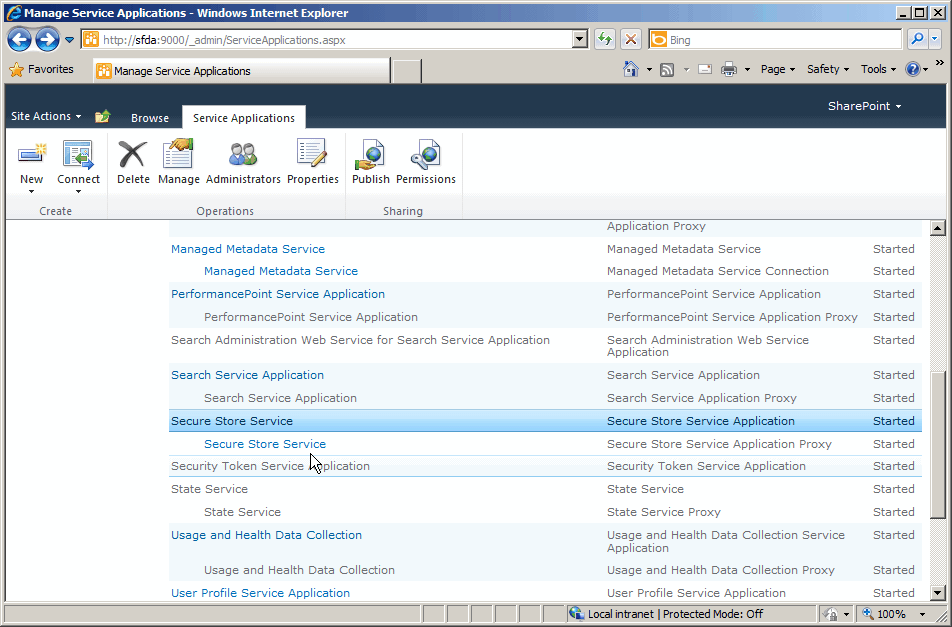 Manage Service Applications - Windows Internet Explorer
http://sfda:9000/_admin/ServiceApplications.aspx
Bing
Favorites
Manage Service Applications
Page
Safety
Tools
Site Actions
Browse
Service Applications
SharePoint
New
Connect
Delete
Manage
Administrators
Properties
Publish
Permissions
Create
Operations
Sharing
Application Proxy
Managed Metadata Service Managed Metadata Service Started
Managed Metadata Service Managed Metadata Service Connection Started
PerformancePoint Service Application PerformancePoint Service Application Started
PerformancePoint Service Application PerformancePoint Service Application Proxy Started
Search Administration Web Service for Search Service Application Search Administration Web Service Started
Application
Search Service Application Search Service Application Started
Search Service Application Search Service Application Proxy Started
Secure Store Service Secure Store Service Application Started
Secure Store Service Secure Store Service Application Proxy Started
Security Token Service Application Security Token Service Application Started
State Service State Service Started
State Service State Service Proxy Started
Usage and Health Data Collection Usage and Health Data Collection Service Started
Application
Usage and Health Data Collection Usage and Health Data Collection Proxy Started
User Profile Service Application User Profile Service Application Started
Local intranet | Protected Mode: Off
100%